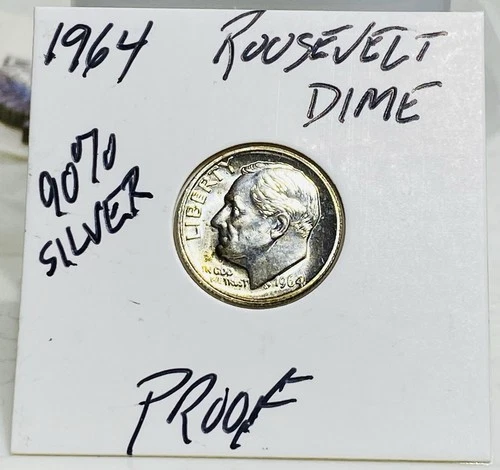 1964
ROOSEVELT
DIME
90%
SILVER
LIBERTY
IN GOD
WE TRUST
1964
PROOF